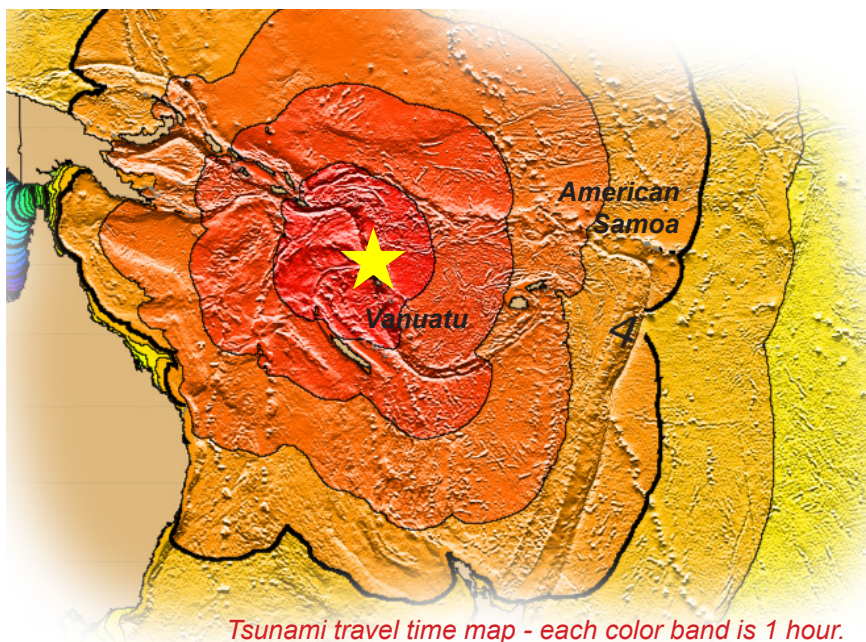 American
Samoa
Vanuatu
4
Tsunami travel time map - each color band is 1 hour.